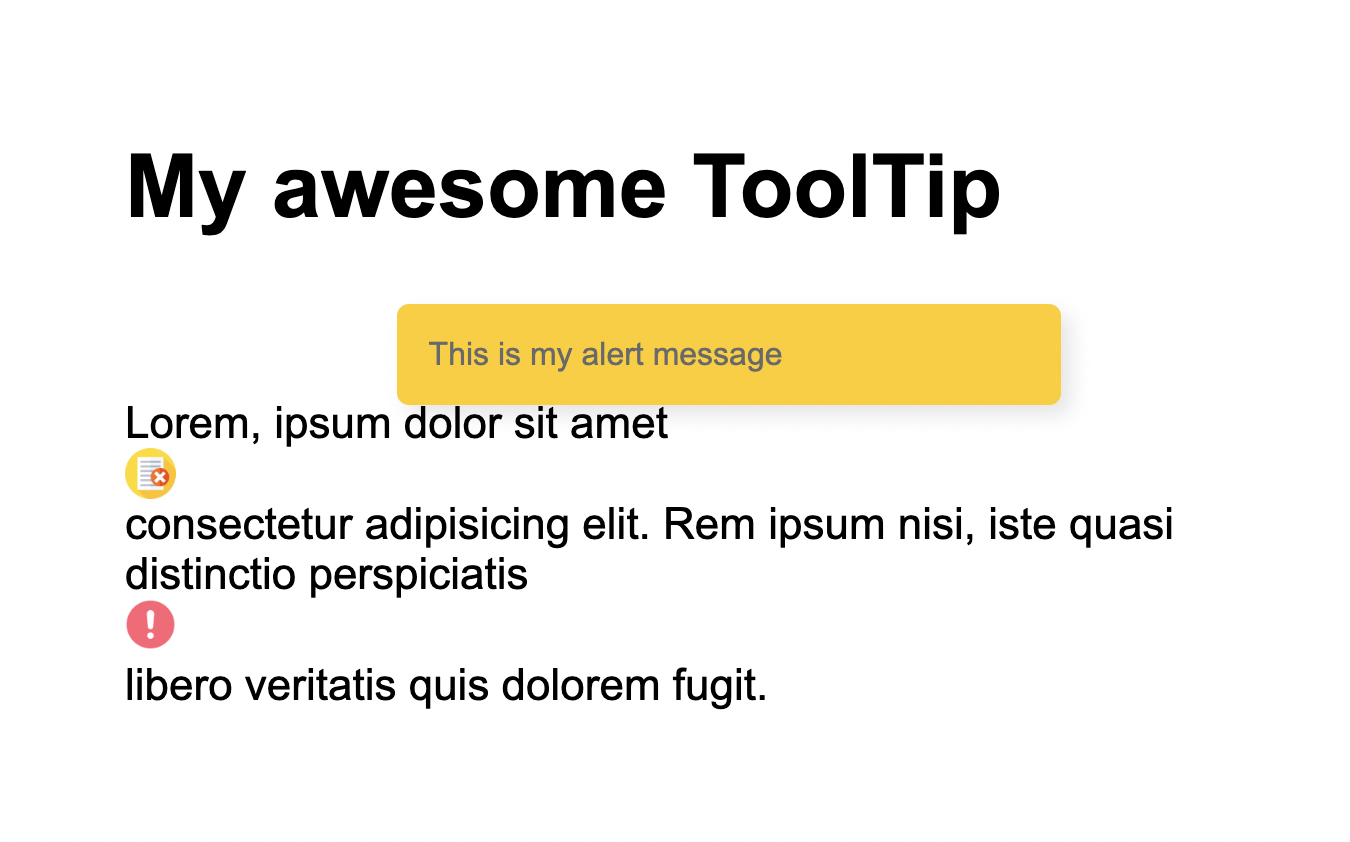 My awesome ToolTip
This is my alert message
Lorem, ipsum dolor sit amet
consectetur adipisicing elit. Rem ipsum nisi, iste quasi
distinctio perspiciatis
libero veritatis quis dolorem fugit.